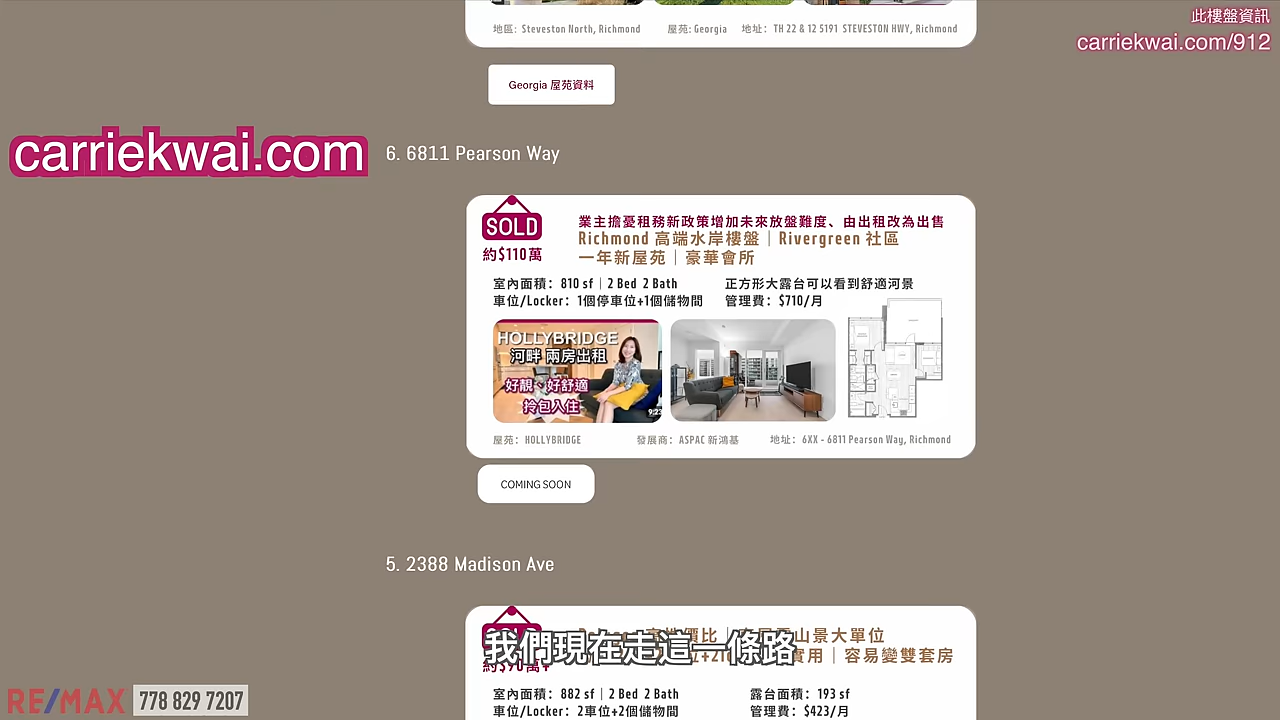 此樓盤資訊
carriekwai.com/912
地區: Steveston North, Richmond 屋苑: Georgia 地址: TH 22 & 12 5191 STEVESTON HWY, Richmond
Georgia 屋苑資料
carriekwai.com
6. 6811 Pearson Way
SOLD
約$110萬
業主擔憂租務新政策增加未來放盤難度、由出租改為出售
Richmond 高端水岸樓盤｜Rivergreen 社區
一年新屋苑｜豪華會所
室內面積: 810 sf｜2 Bed 2 Bath
車位/Locker: 1個停車位+1個儲物間
正方形大露台可以看到舒適河景
管理費: $710/月
HOLLYBRIDGE
河畔 兩房出租
好靚、好舒適
拎包入住
9:23
屋苑: HOLLYBRIDGE 發展商: ASPAC 新鴻基 地址: 6XX - 6811 Pearson Way, Richmond
COMING SOON
5. 2388 Madison Ave
山景大單位
實用｜容易變雙套房
我們現在走這一條路
室內面積: 882 sf｜2 Bed 2 Bath
車位/Locker: 2車位+2個儲物間
露台面積: 193 sf
管理費: $423/月
RE/MAX 778 829 7207